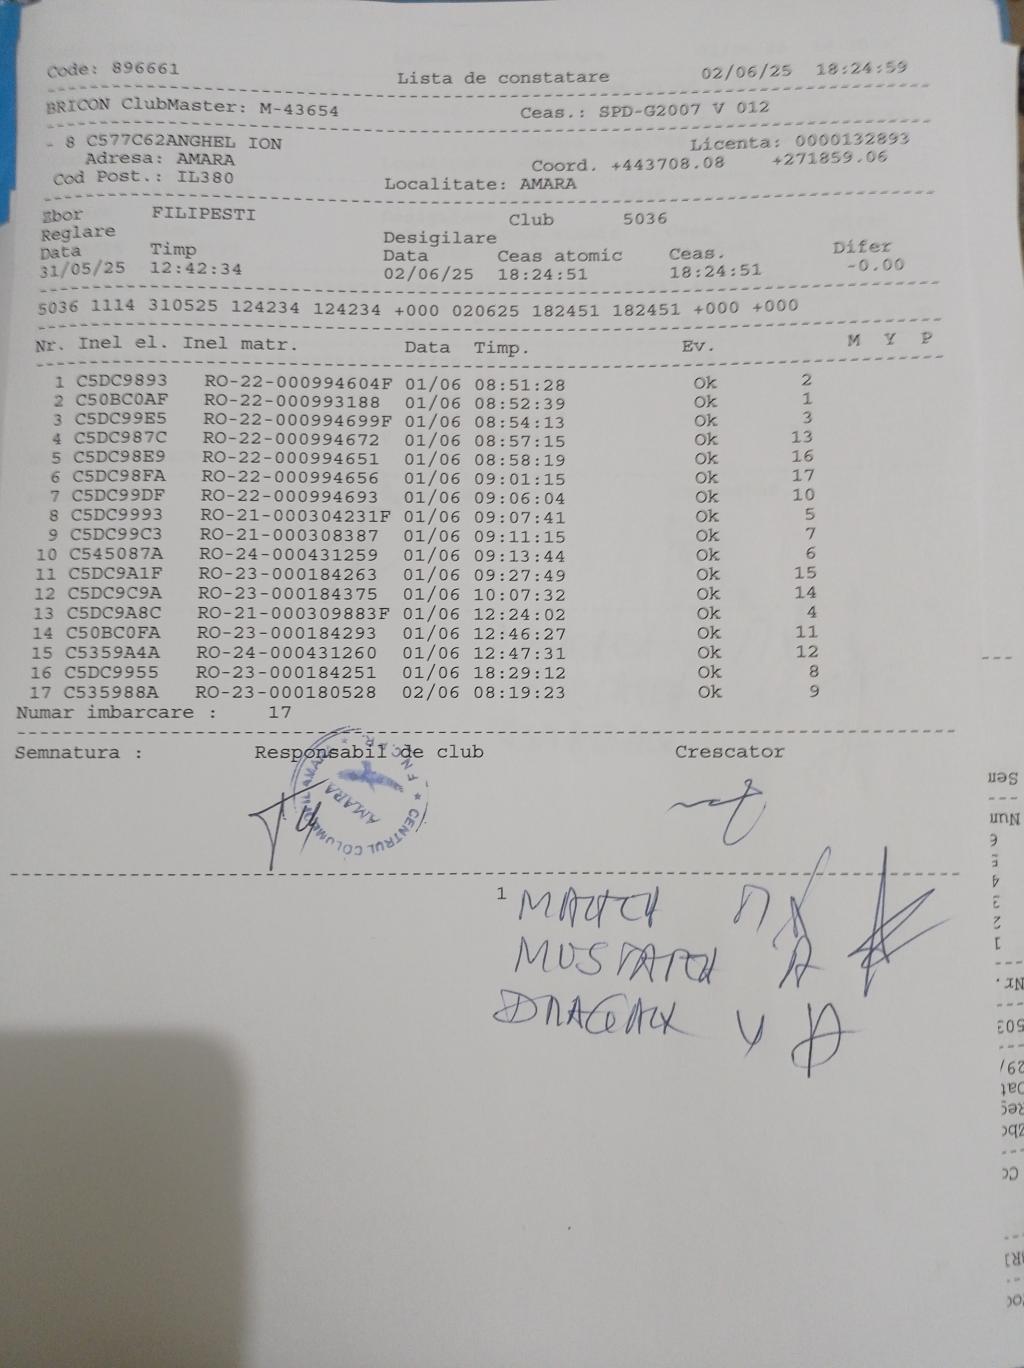 Code: 896661 Lista de constatare 02/06/25 18:24:59
BRICON ClubMaster: M-43654 Ceas.: SPD-G2007 V 012
- 8 C577C62ANGHEL ION Licenta: 0000132893
Adresa: AMARA Coord. +443708.08 +271859.06
Cod Post.: IL380 Localitate: AMARA
Zbor FILIPESTI Club 5036
Reglare Desigilare
Data Timp Data Ceas atomic Ceas. Difer
31/05/25 12:42:34 02/06/25 18:24:51 18:24:51 -0.00
5036 1114 310525 124234 124234 +000 020625 182451 182451 +000 +000
Nr. Inel el. Inel matr. Data Timp. Ev. M Y P
1 C5DC9893 RO-22-000994604F 01/06 08:51:28 Ok 2
2 C50BC0AF RO-22-000993188 01/06 08:52:39 Ok 1
3 C5DC99E5 RO-22-000994699F 01/06 08:54:13 Ok 3
4 C5DC987C RO-22-000994672 01/06 08:57:15 Ok 13
5 C5DC98E9 RO-22-000994651 01/06 08:58:19 Ok 16
6 C5DC98FA RO-22-000994656 01/06 09:01:15 Ok 17
7 C5DC99DF RO-22-000994693 01/06 09:06:04 Ok 10
8 C5DC9993 RO-21-000304231F 01/06 09:07:41 Ok 5
9 C5DC99C3 RO-21-000308387 01/06 09:11:15 Ok 7
10 C545087A RO-24-000431259 01/06 09:13:44 Ok 6
11 C5DC9A1F RO-23-000184263 01/06 09:27:49 Ok 15
12 C5DC9C9A RO-23-000184375 01/06 10:07:32 Ok 14
13 C5DC9A8C RO-21-000309883F 01/06 12:24:02 Ok 4
14 C50BC0FA RO-23-000184293 01/06 12:46:27 Ok 11
15 C5359A4A RO-24-000431260 01/06 12:47:31 Ok 12
16 C5DC9955 RO-23-000184251 01/06 18:29:12 Ok 8
17 C535988A RO-23-000180528 02/06 08:19:23 Ok 9
Numar imbarcare : 17
Semnatura : Responsabil de club Crescator
AMARA
CENTRUL COLUMBOFIL AMARA
1